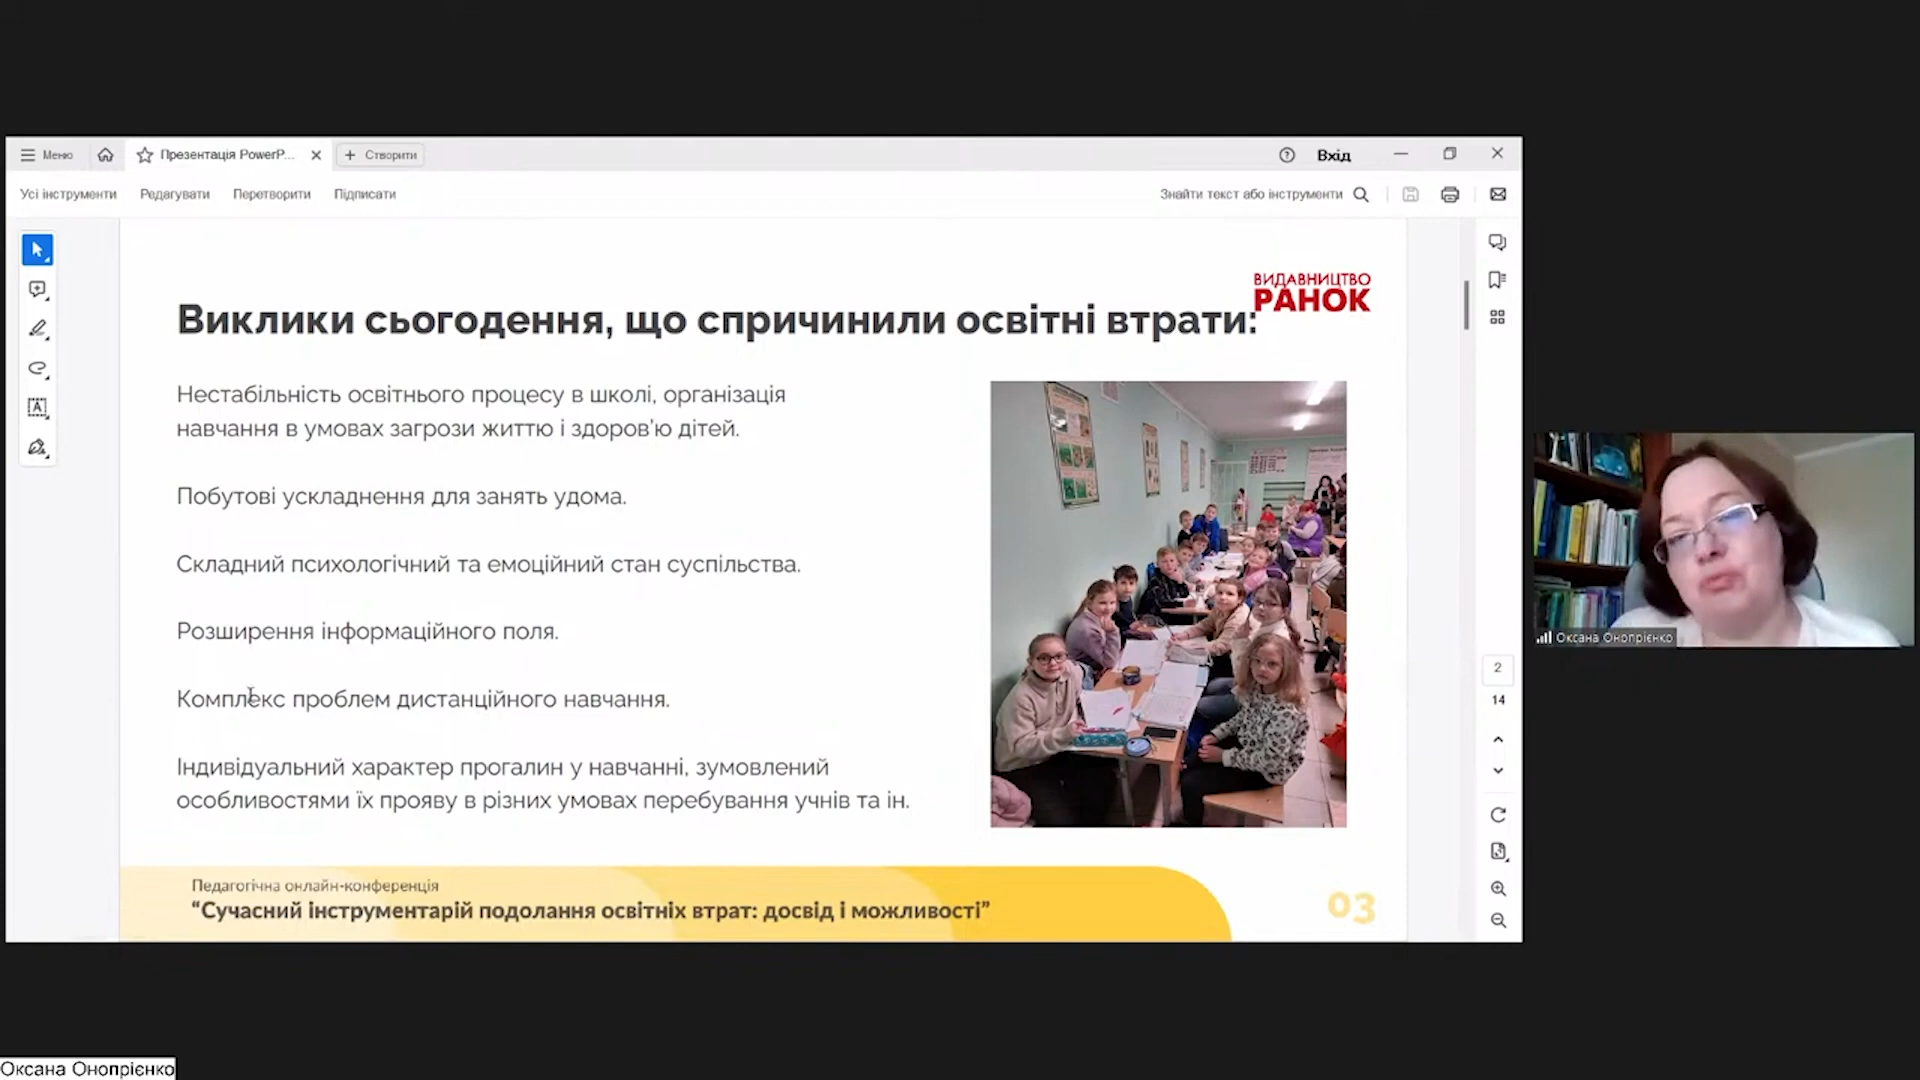 Меню
Презентація PowerP...
Створити
Вхід
Усі інструменти
Редагувати
Перетворити
Підписати
Знайти текст або інструменти
ВИДАВНИЦТВО
РАНОК
Виклики сьогодення, що спричинили освітні втрати:
Нестабільність освітнього процесу в школі, організація
навчання в умовах загрози життю і здоров'ю дітей.
Побутові ускладнення для занять удома.
Складний психологічний та емоційний стан суспільства.
Розширення інформаційного поля.
Комплекс проблем дистанційного навчання.
Індивідуальний характер прогалин у навчанні, зумовлений
особливостями їх прояву в різних умовах перебування учнів та ін.
Педагогічна онлайн-конференція
“Сучасний інструментарій подолання освітніх втрат: досвід і можливості”
03
2
14
Оксана Онопрієнко
Оксана Онопрієнко